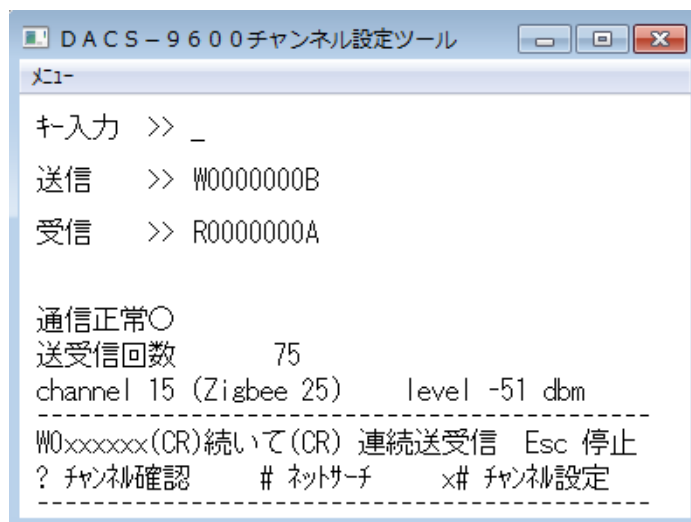 DACS-9600チャンネル設定ツール
ﾒﾆｭｰ
ｷｰ入力 >> _
送信 >> W0000000B
受信 >> R0000000A
通信正常○
送受信回数 75
channel 15 (Zigbee 25) level -51 dbm
--------------------------------------------------
W0xxxxxx(CR)続いて(CR) 連続送受信 Esc 停止
? ﾁｬﾝﾈﾙ確認 # ﾈｯﾄｻｰﾁ x# ﾁｬﾝﾈﾙ設定
--------------------------------------------------